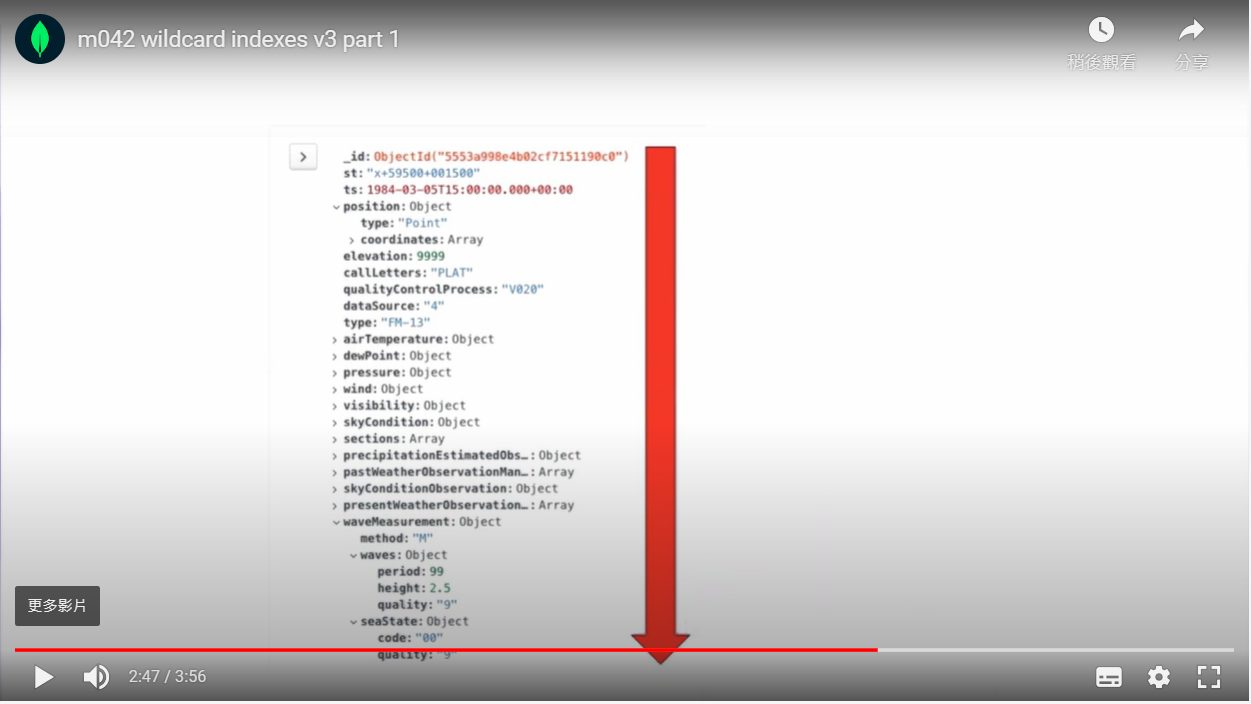 m042 wildcard indexes v3 part 1
稍後觀看
分享
_id: ObjectId("5553a998e4b02cf7151190c0")
st: "x+59500+001500"
ts: 1984-03-05T15:00:00.000+00:00
position: Object
type: "Point"
coordinates: Array
elevation: 9999
callLetters: "PLAT"
qualityControlProcess: "V020"
dataSource: "4"
type: "FM-13"
airTemperature: Object
dewPoint: Object
pressure: Object
wind: Object
visibility: Object
skyCondition: Object
sections: Array
precipitationEstimatedObs…: Object
pastWeatherObservationMan…: Array
skyConditionObservation: Object
presentWeatherObservation…: Array
waveMeasurement: Object
method: "M"
waves: Object
period: 99
height: 2.5
quality: "9"
seaState: Object
code: "00"
quality: "9"
更多影片
2:47 / 3:56